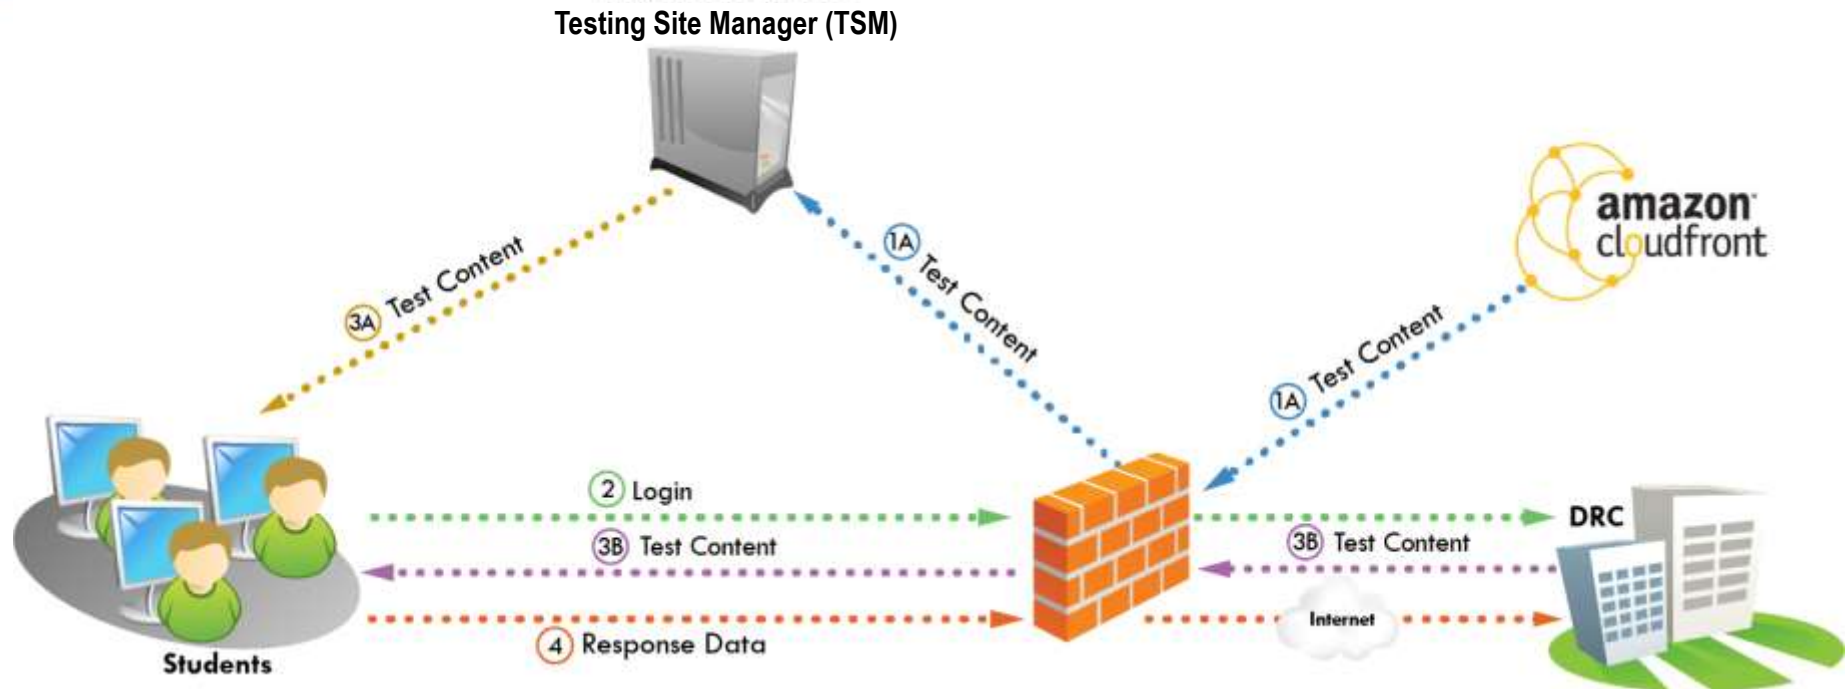 Testing Site Manager (TSM)
amazon
cloudfront
1A Test Content
1A Test Content
3A Test Content
2 Login
3B Test Content
4 Response Data
DRC
3B Test Content
Internet
Students